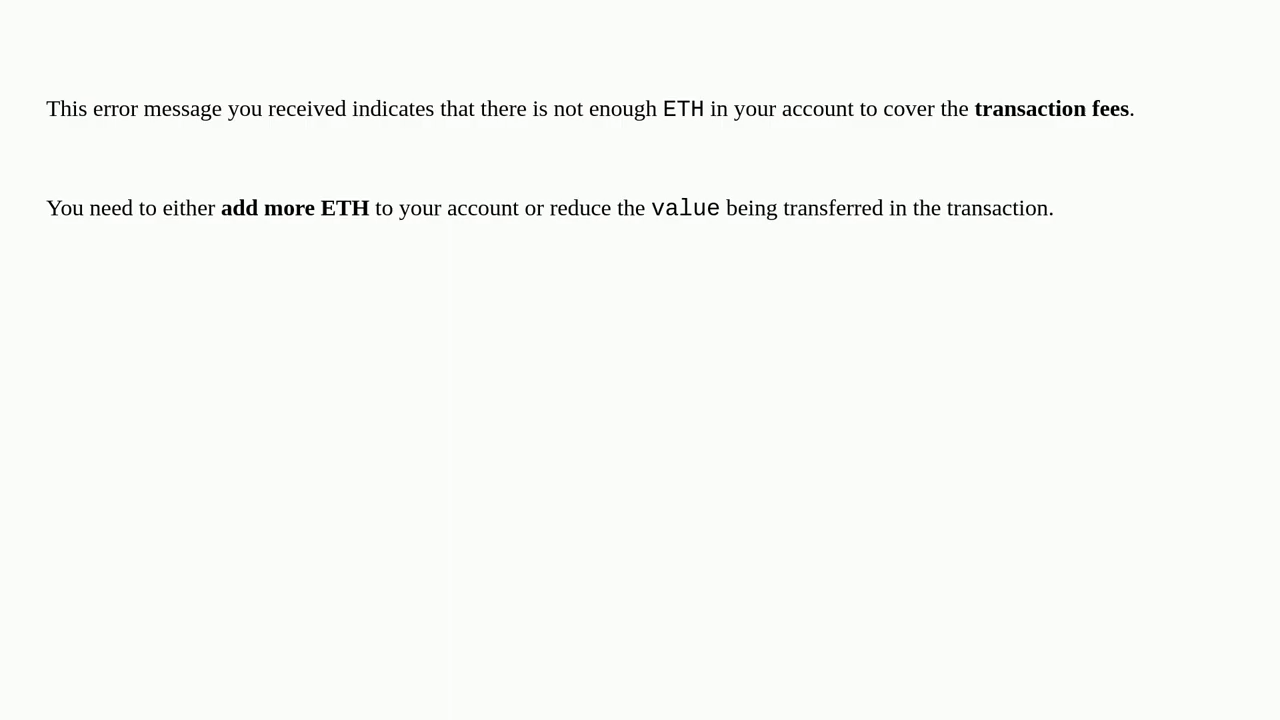 This error message you received indicates that there is not enough ETH in your account to cover the transaction fees.
You need to either add more ETH to your account or reduce the value being transferred in the transaction.